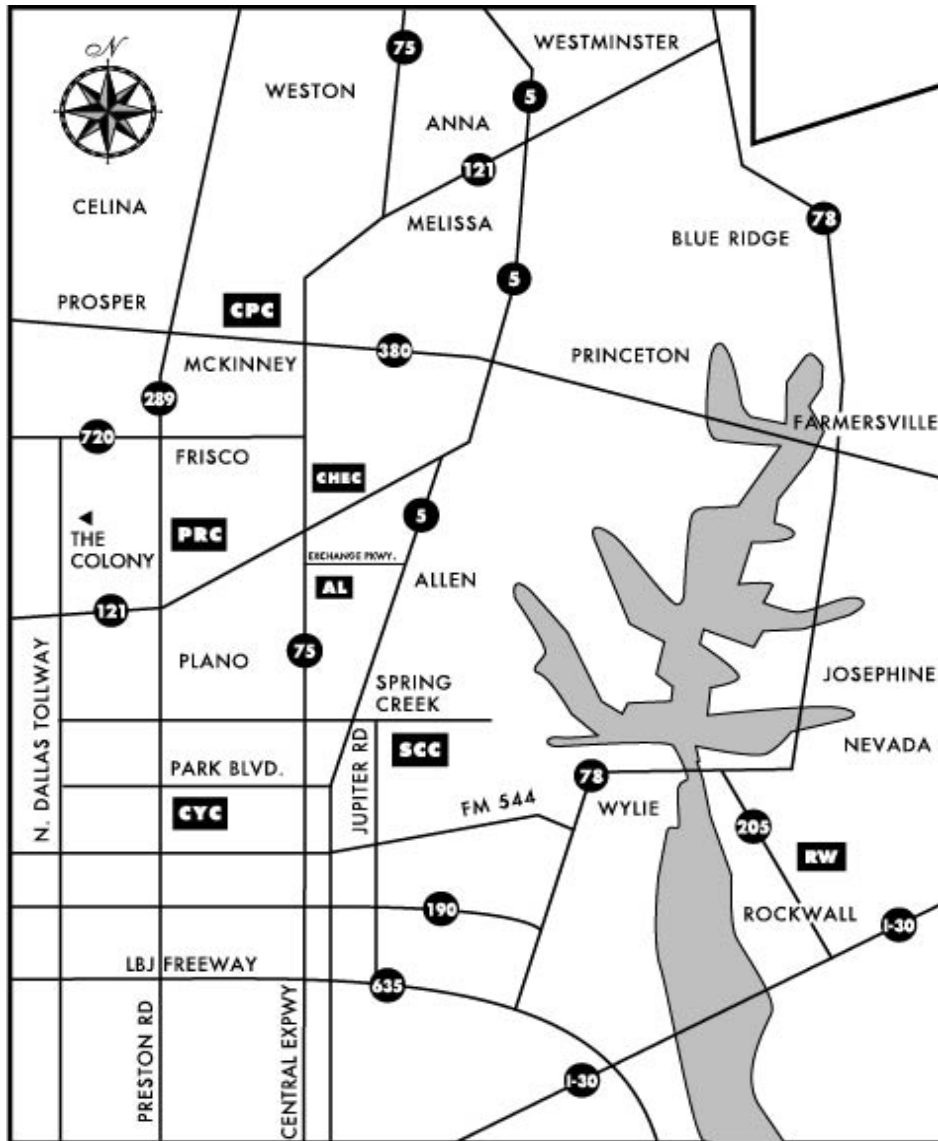 N
75
WESTMINSTER
WESTON
5
ANNA
121
CELINA
MELISSA
78
BLUE RIDGE
5
PROSPER
CPC
380
PRINCETON
MCKINNEY
289
FARMERSVILLE
720
FRISCO
CHEC
5
THE
COLONY
PRC
EXCHANGE PKWY.
AL
ALLEN
121
75
PLANO
SPRING
CREEK
JOSEPHINE
N. DALLAS TOLLWAY
JUPITER RD
SCC
NEVADA
PARK BLVD.
78
CYC
FM 544
WYLIE
205
RW
190
ROCKWALL
I-30
LBJ FREEWAY
635
PRESTON RD
CENTRAL EXPWY
I-30